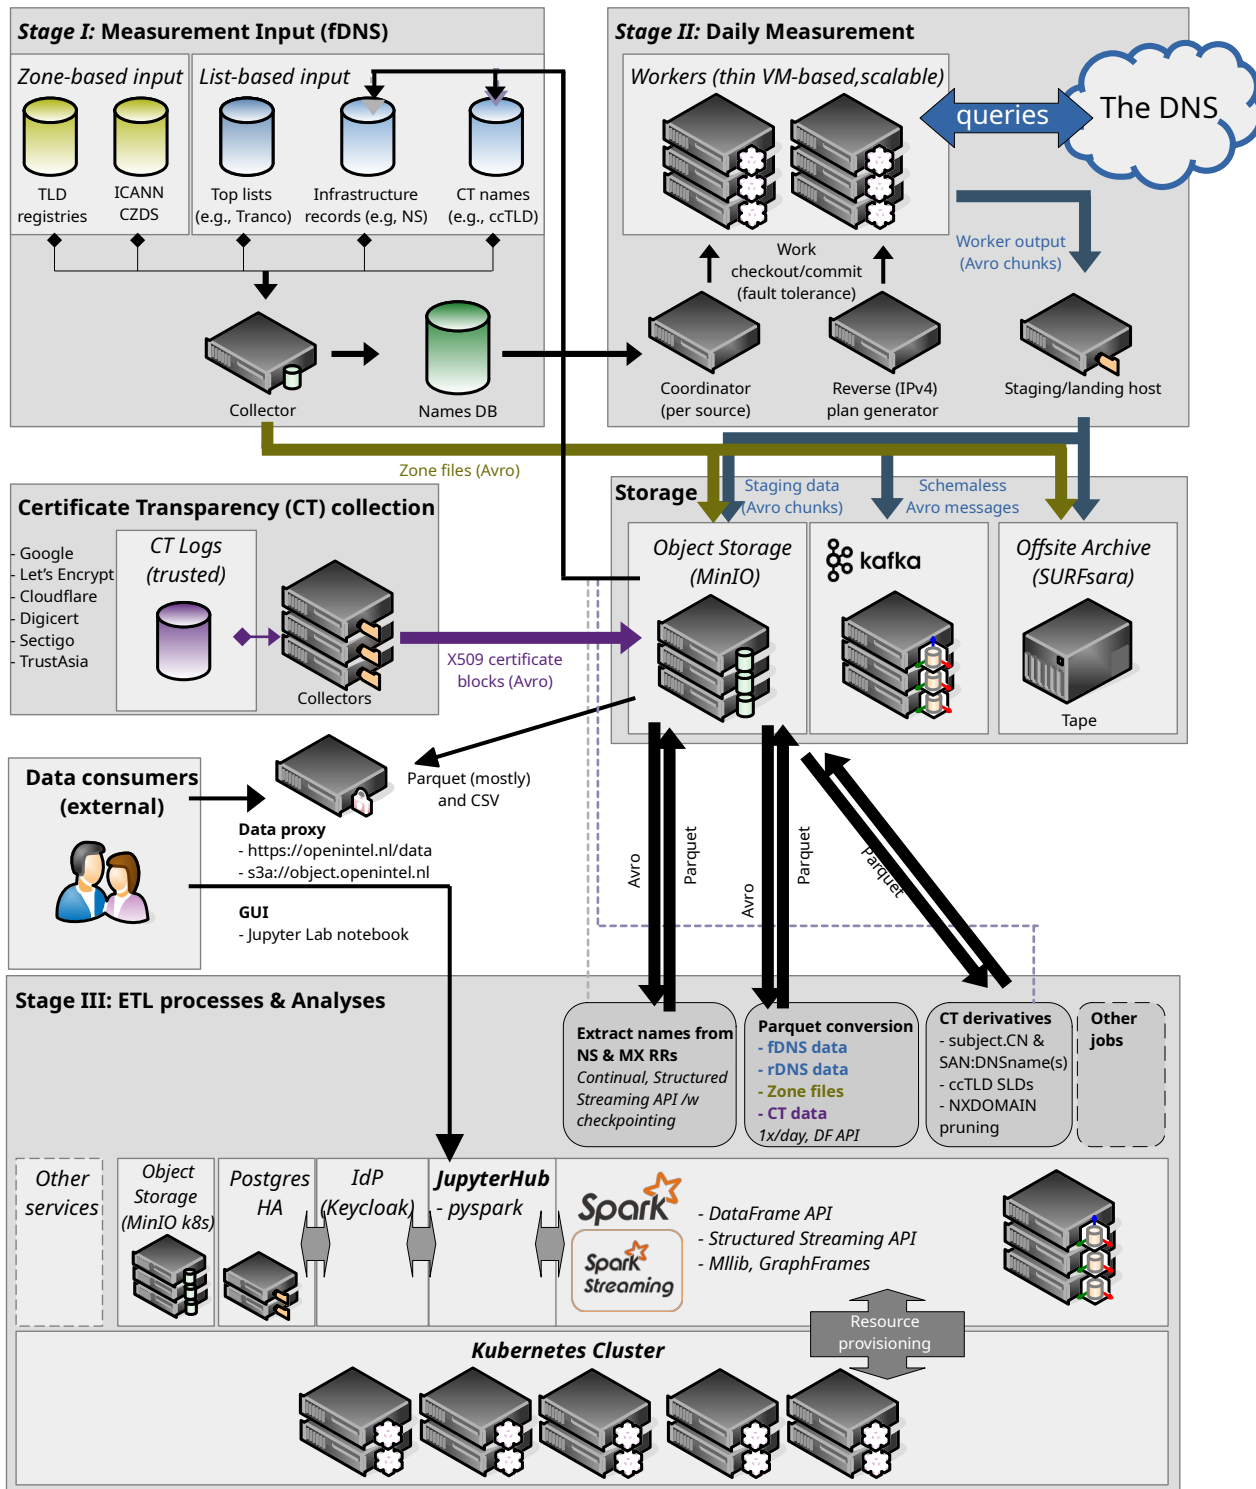 Stage I: Measurement Input (fDNS)
Zone-based input
List-based input
TLD
registries
ICANN
CZDS
Top lists
(e.g., Tranco)
Infrastructure
records (e.g, NS)
CT names
(e.g., ccTLD)
Collector
Names DB
Stage II: Daily Measurement
Workers (thin VM-based,scalable)
queries
The DNS
Worker output
(Avro chunks)
Work
checkout/commit
(fault tolerance)
Coordinator
(per source)
Reverse (IPv4)
plan generator
Staging/landing host
Zone files (Avro)
Certificate Transparency (CT) collection
- Google
- Let's Encrypt
- Cloudflare
- Digicert
- Sectigo
- TrustAsia
CT Logs
(trusted)
Collectors
X509 certificate
blocks (Avro)
Storage
Staging data
(Avro chunks)
Schemaless
Avro messages
Object Storage
(MinIO)
kafka
Offsite Archive
(SURFsara)
Tape
Data consumers
(external)
Parquet (mostly)
and CSV
Data proxy
- https://openintel.nl/data
- s3a://object.openintel.nl
GUI
- Jupyter Lab notebook
Avro
Parquet
Avro
Parquet
Parquet
Stage III: ETL processes & Analyses
Extract names from
NS & MX RRs
Continual, Structured
Streaming API /w
checkpointing
Parquet conversion
- fDNS data
- rDNS data
- Zone files
- CT data
1x/day, DF API
CT derivatives
- subject.CN &
SAN:DNSname(s)
- ccTLD SLDs
- NXDOMAIN
pruning
Other
jobs
Other
services
Object
Storage
(MinIO k8s)
Postgres
HA
IdP
(Keycloak)
JupyterHub
- pyspark
Spark
Spark
Streaming
- DataFrame API
- Structured Streaming API
- Mllib, GraphFrames
Resource
provisioning
Kubernetes Cluster